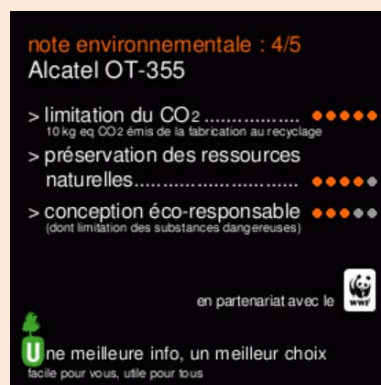 note environnementale : 4/5
Alcatel OT-355
> limitation du CO2 ..................
10 kg eq CO2 émis de la fabrication au recyclage
> préservation des ressources
naturelles..............................
> conception éco-responsable
(dont limitation des substances dangereuses)
en partenariat avec le WWF
Une meilleure info, un meilleur choix
facile pour vous, utile pour tous